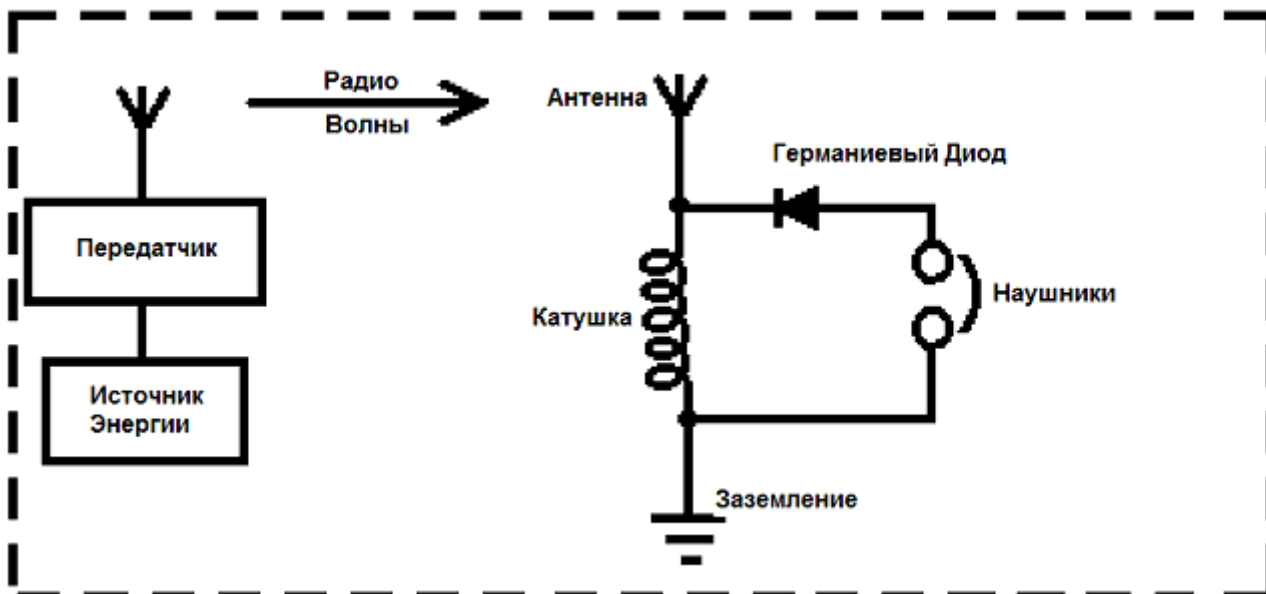 Радио
Волны
Передатчик
Источник
Энергии
Антенна
Германиевый Диод
Катушка
Наушники
Заземление